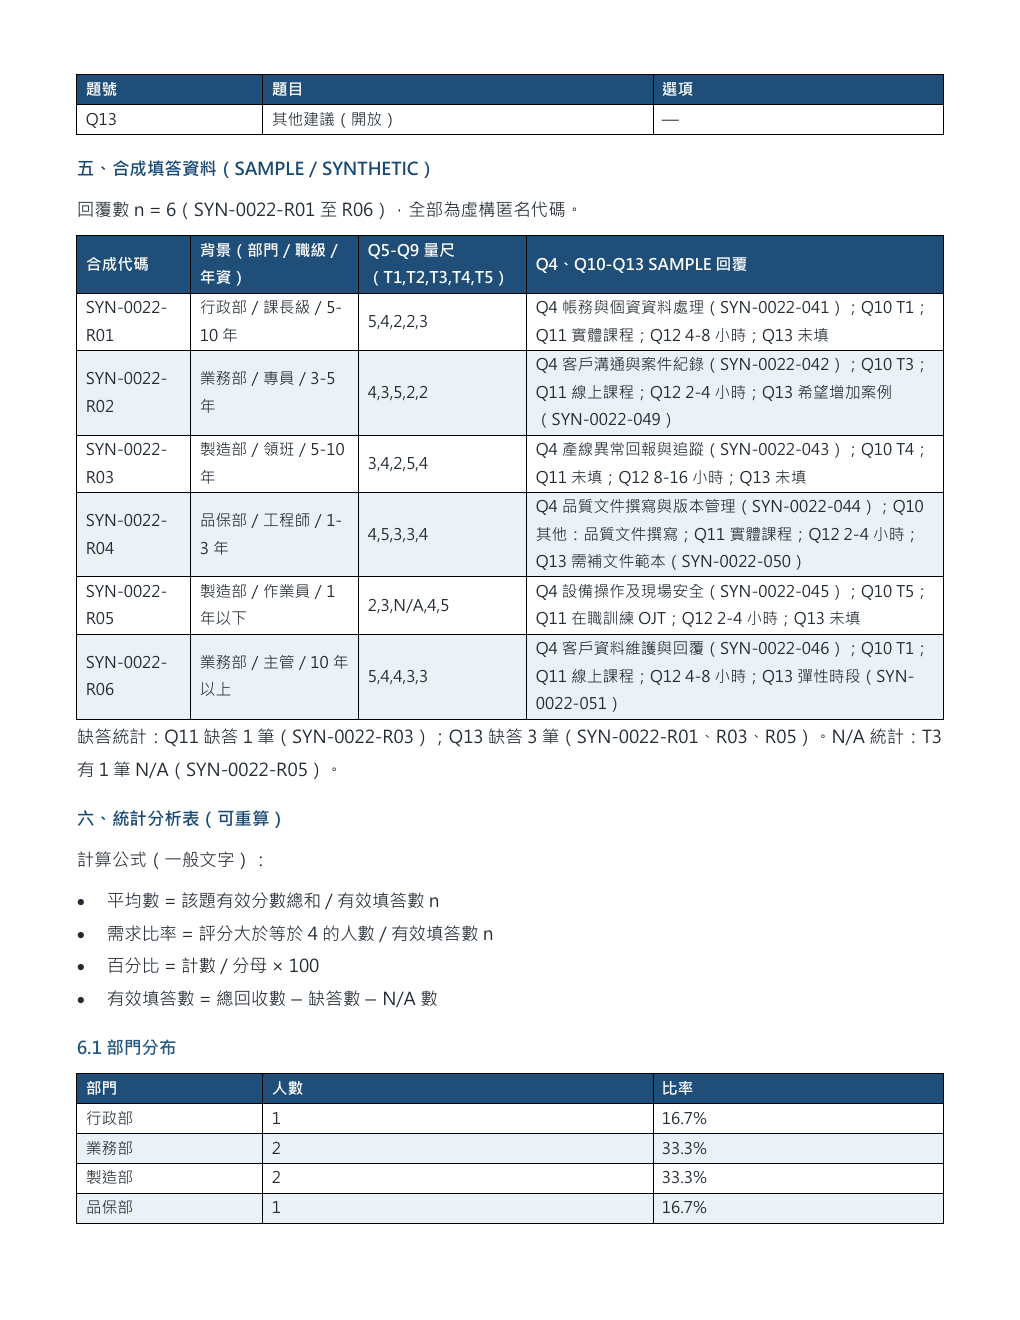 題號 題目 選項
Q13 其他建議（開放） —
五、合成填答資料（SAMPLE / SYNTHETIC）
回覆數 n = 6（SYN-0022-R01 至 R06），全部為虛構匿名代碼。
合成代碼 背景（部門 / 職級 / 年資） Q5-Q9 量尺（T1,T2,T3,T4,T5） Q4、Q10-Q13 SAMPLE 回覆
SYN-0022-R01 行政部 / 課長級 / 5-10 年 5,4,2,2,3 Q4 帳務與個資資料處理（SYN-0022-041）；Q10 T1；
Q11 實體課程；Q12 4-8 小時；Q13 未填
SYN-0022-R02 業務部 / 專員 / 3-5 年 4,3,5,2,2 Q4 客戶溝通與案件紀錄（SYN-0022-042）；Q10 T3；
Q11 線上課程；Q12 2-4 小時；Q13 希望增加案例
（SYN-0022-049）
SYN-0022-R03 製造部 / 領班 / 5-10 年 3,4,2,5,4 Q4 產線異常回報與追蹤（SYN-0022-043）；Q10 T4；
Q11 未填；Q12 8-16 小時；Q13 未填
SYN-0022-R04 品保部 / 工程師 / 1-3 年 4,5,3,3,4 Q4 品質文件撰寫與版本管理（SYN-0022-044）；Q10
其他：品質文件撰寫；Q11 實體課程；Q12 2-4 小時；
Q13 需補文件範本（SYN-0022-050）
SYN-0022-R05 製造部 / 作業員 / 1 年以下 2,3,N/A,4,5 Q4 設備操作及現場安全（SYN-0022-045）；Q10 T5；
Q11 在職訓練 OJT；Q12 2-4 小時；Q13 未填
SYN-0022-R06 業務部 / 主管 / 10 年以上 5,4,4,3,3 Q4 客戶資料維護與回覆（SYN-0022-046）；Q10 T1；
Q11 線上課程；Q12 4-8 小時；Q13 彈性時段（SYN-
0022-051）
缺答統計：Q11 缺答 1 筆（SYN-0022-R03）；Q13 缺答 3 筆（SYN-0022-R01、R03、R05）。N/A 統計：T3
有 1 筆 N/A（SYN-0022-R05）。
六、統計分析表（可重算）
計算公式（一般文字）：
• 平均數 = 該題有效分數總和 / 有效填答數 n
• 需求比率 = 評分大於等於 4 的人數 / 有效填答數 n
• 百分比 = 計數 / 分母 × 100
• 有效填答數 = 總回收數 – 缺答數 – N/A 數
6.1 部門分布
部門 人數 比率
行政部 1 16.7%
業務部 2 33.3%
製造部 2 33.3%
品保部 1 16.7%